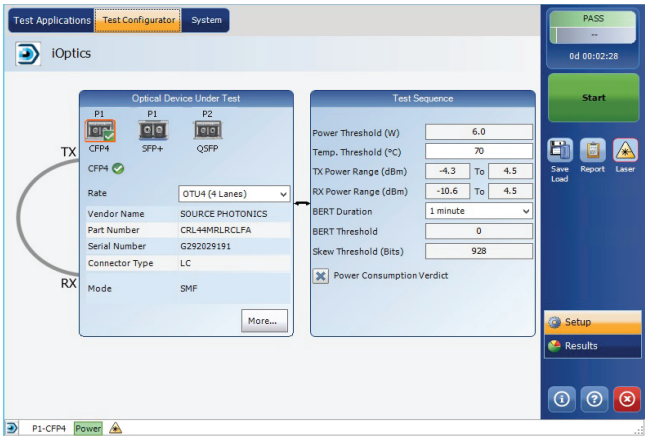 Test Applications Test Configurator System
iOptics
PASS
--
0d 00:02:28
Start
Save Load
Report
Laser
Setup
Results
Optical Device Under Test
P1 P1 P2
CFP4 SFP+ QSFP
TX
CFP4
Rate OTU4 (4 Lanes)
Vendor Name SOURCE PHOTONICS
Part Number CRL44MRLRCLFA
Serial Number G292029191
Connector Type LC
RX
Mode SMF
More...
Test Sequence
Power Threshold (W) 6.0
Temp. Threshold (°C) 70
TX Power Range (dBm) -4.3 To 4.5
RX Power Range (dBm) -10.6 To 4.5
BERT Duration 1 minute
BERT Threshold 0
Skew Threshold (Bits) 928
Power Consumption Verdict
P1-CFP4 Power